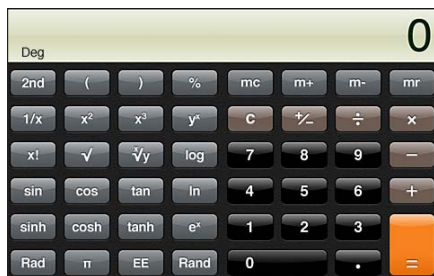 0
Deg
2nd ( ) % mc m+ m- mr
1/x x² x³ yˣ C +/− ÷ ×
x! √ ˣ√y log 7 8 9 −
sin cos tan ln 4 5 6 +
sinh cosh tanh eˣ 1 2 3
Rad π EE Rand 0 . =